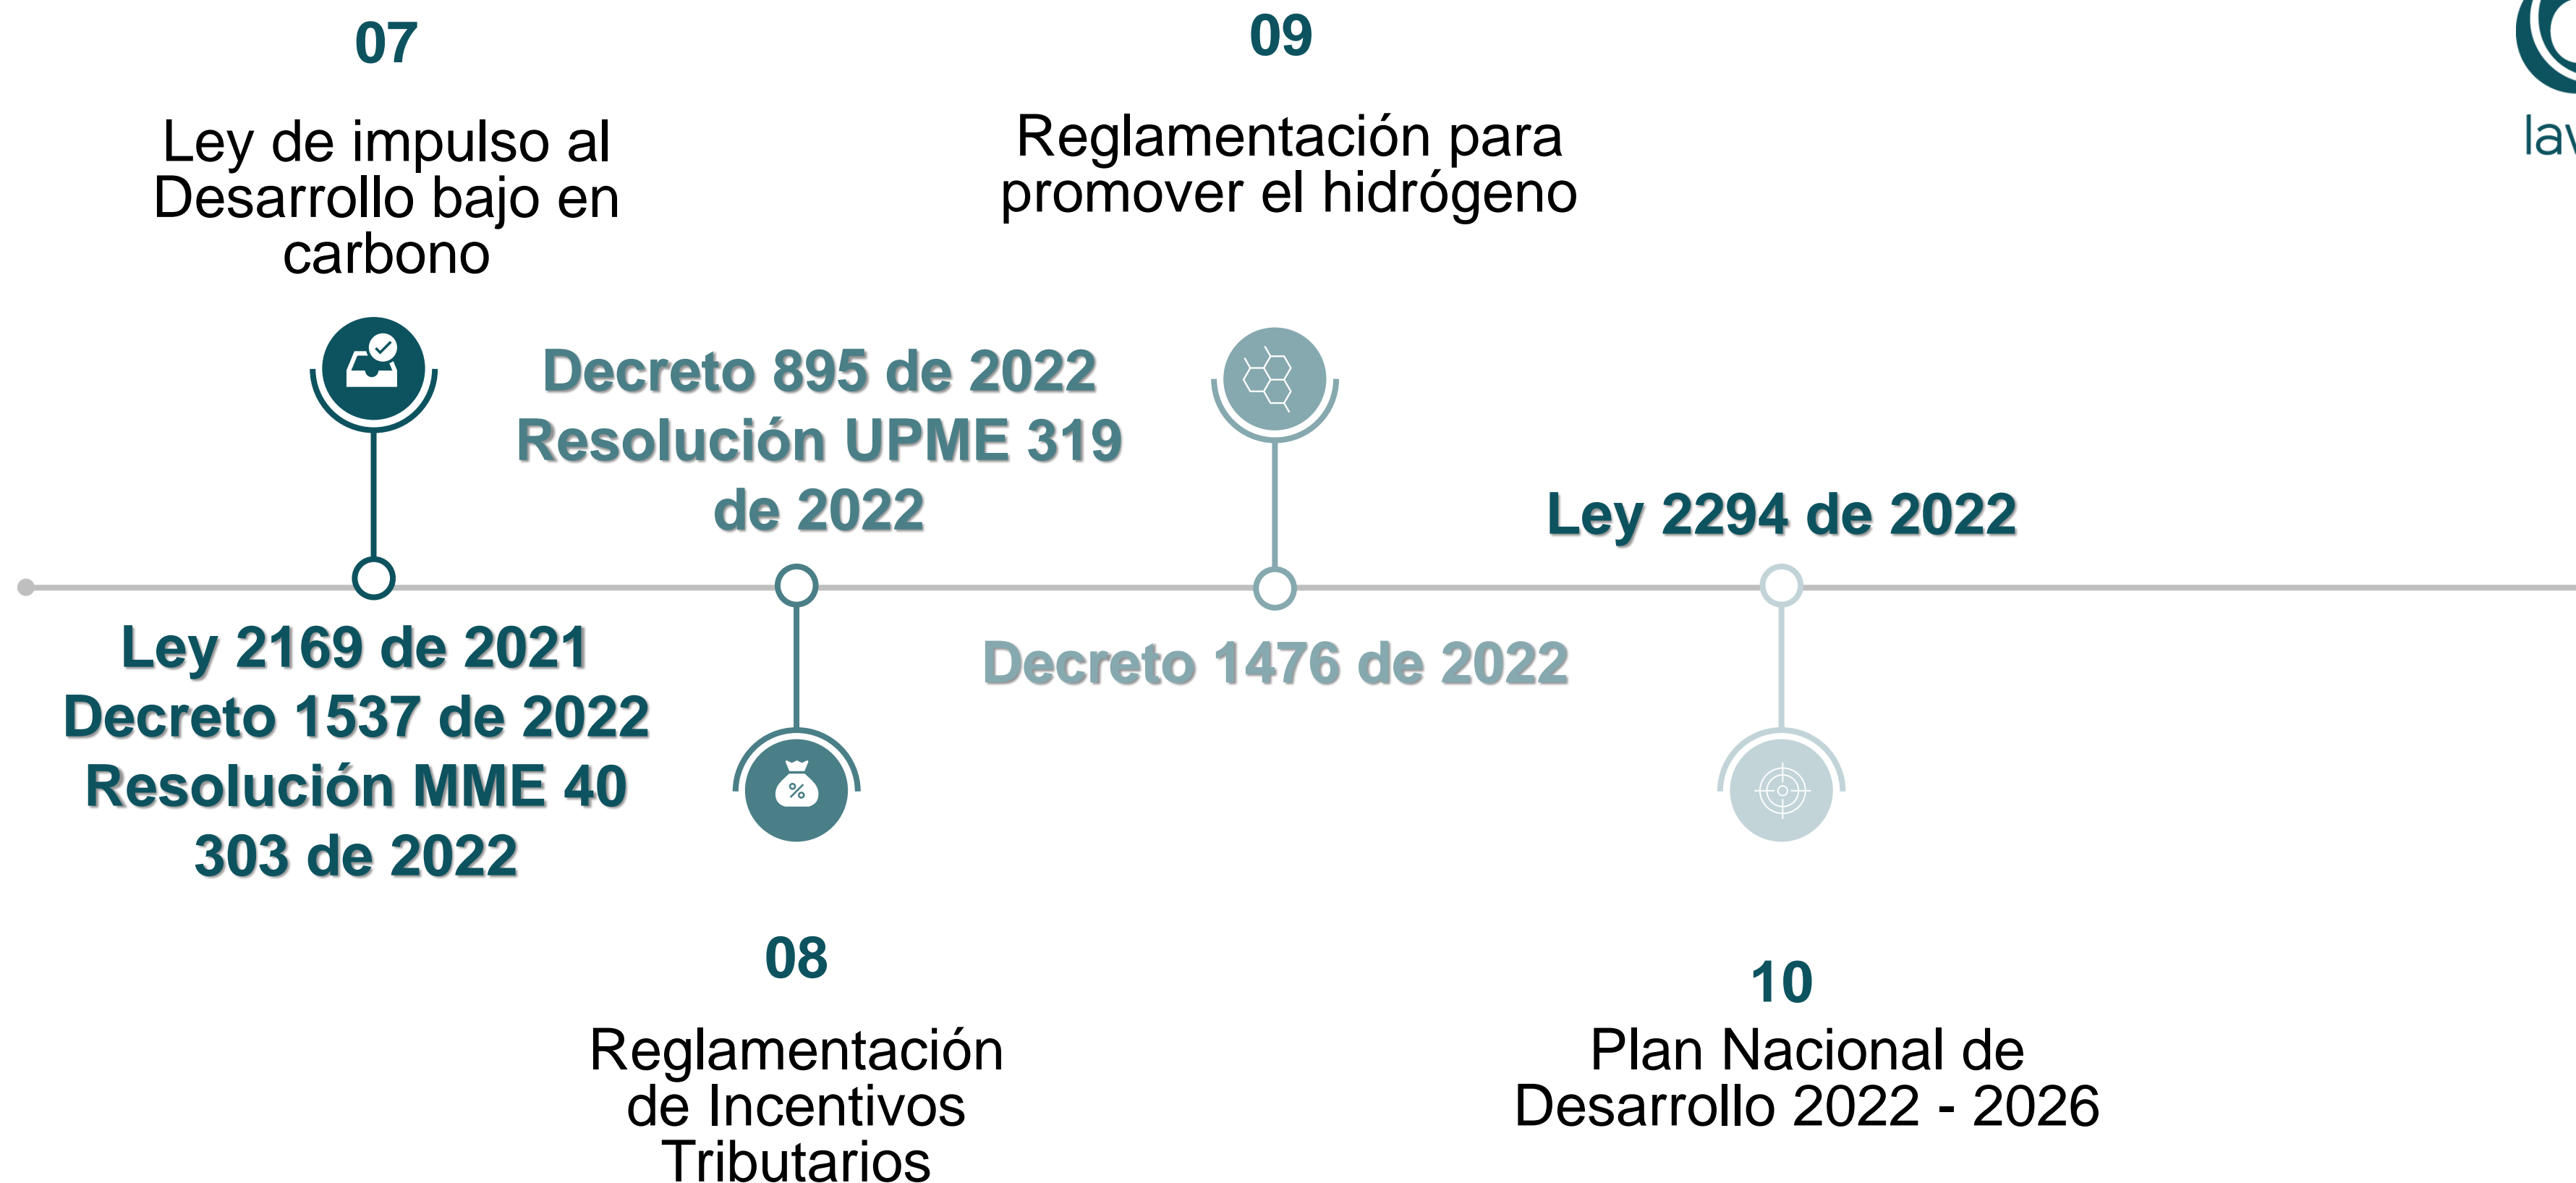 07
Ley de impulso al
Desarrollo bajo en
carbono
Ley 2169 de 2021
Decreto 1537 de 2022
Resolución MME 40
303 de 2022
Decreto 895 de 2022
Resolución UPME 319
de 2022
08
Reglamentación
de Incentivos
Tributarios
09
Reglamentación para
promover el hidrógeno
Decreto 1476 de 2022
Ley 2294 de 2022
10
Plan Nacional de
Desarrollo 2022 - 2026